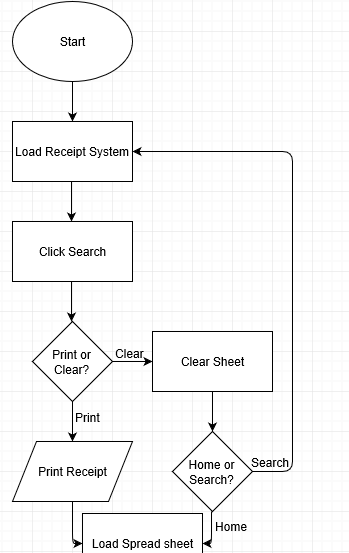 Start
Load Receipt System
Click Search
Print or
Clear?
Clear
Clear Sheet
Print
Print Receipt
Home or
Search?
Search
Home
Load Spread sheet